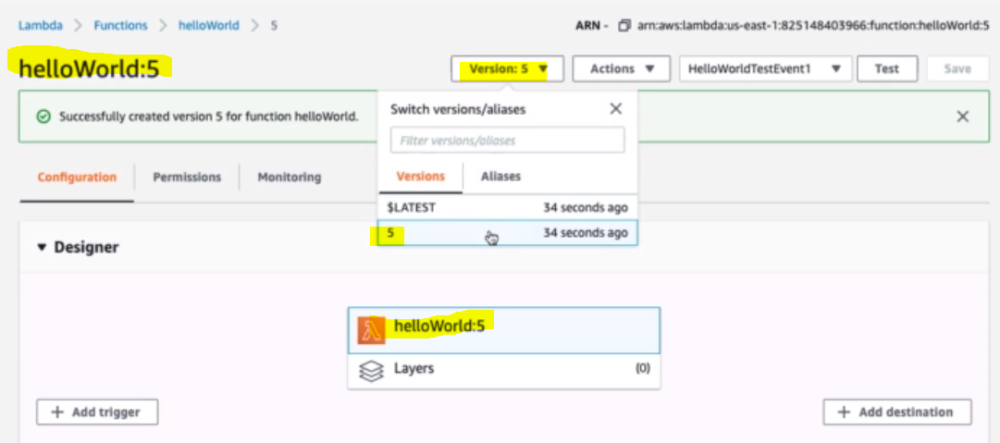 Lambda > Functions > helloWorld > 5
ARN - arn:aws:lambda:us-east-1:825148403966:function:helloWorld:5
helloWorld:5
Version: 5
Actions
HelloWorldTestEvent1
Test
Save
Successfully created version 5 for function helloWorld.
Switch versions/aliases
Filter versions/aliases
Versions
Aliases
$LATEST 34 seconds ago
5 34 seconds ago
Configuration
Permissions
Monitoring
Designer
helloWorld:5
Layers (0)
+ Add trigger
+ Add destination